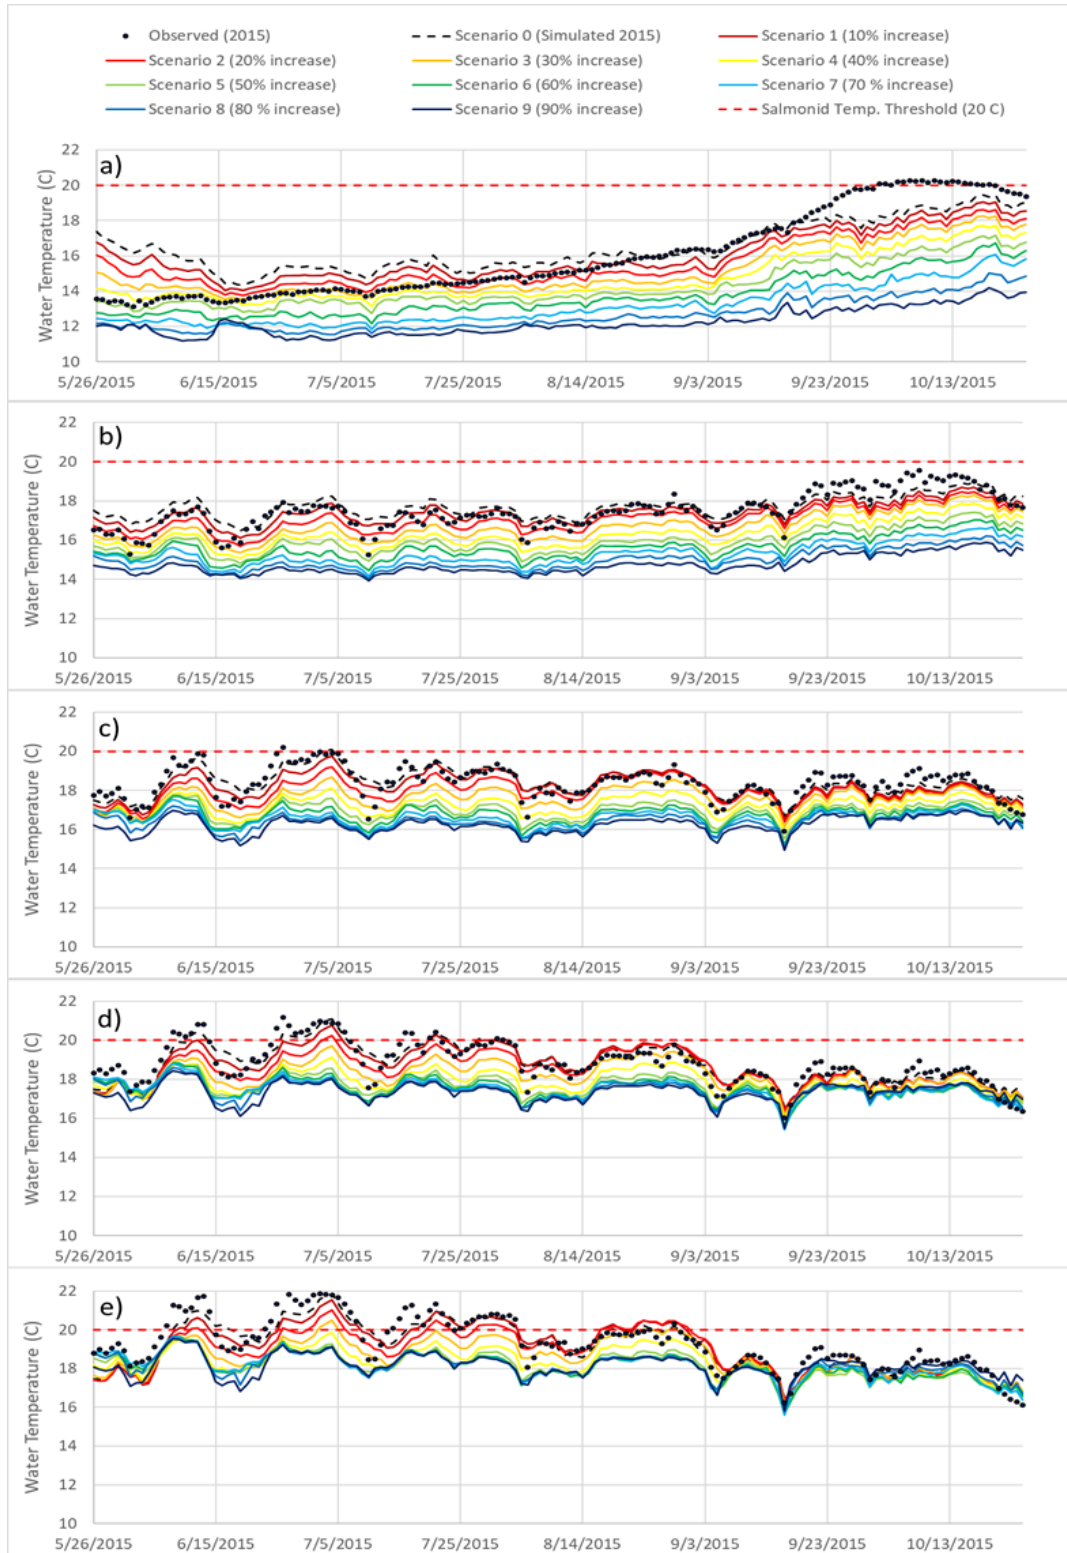 Observed (2015) Scenario 0 (Simulated 2015) Scenario 1 (10% increase)
Scenario 2 (20% increase) Scenario 3 (30% increase) Scenario 4 (40% increase)
Scenario 5 (50% increase) Scenario 6 (60% increase) Scenario 7 (70 % increase)
Scenario 8 (80 % increase) Scenario 9 (90% increase) Salmonid Temp. Threshold (20 C)
a)
Water Temperature (C)
22
20
18
16
14
12
10
5/26/2015 6/15/2015 7/5/2015 7/25/2015 8/14/2015 9/3/2015 9/23/2015 10/13/2015
b)
Water Temperature (C)
22
20
18
16
14
12
10
5/26/2015 6/15/2015 7/5/2015 7/25/2015 8/14/2015 9/3/2015 9/23/2015 10/13/2015
c)
Water Temperature (C)
22
20
18
16
14
12
10
5/26/2015 6/15/2015 7/5/2015 7/25/2015 8/14/2015 9/3/2015 9/23/2015 10/13/2015
d)
Water Temperature (C)
22
20
18
16
14
12
10
5/26/2015 6/15/2015 7/5/2015 7/25/2015 8/14/2015 9/3/2015 9/23/2015 10/13/2015
e)
Water Temperature (C)
22
20
18
16
14
12
10
5/26/2015 6/15/2015 7/5/2015 7/25/2015 8/14/2015 9/3/2015 9/23/2015 10/13/2015